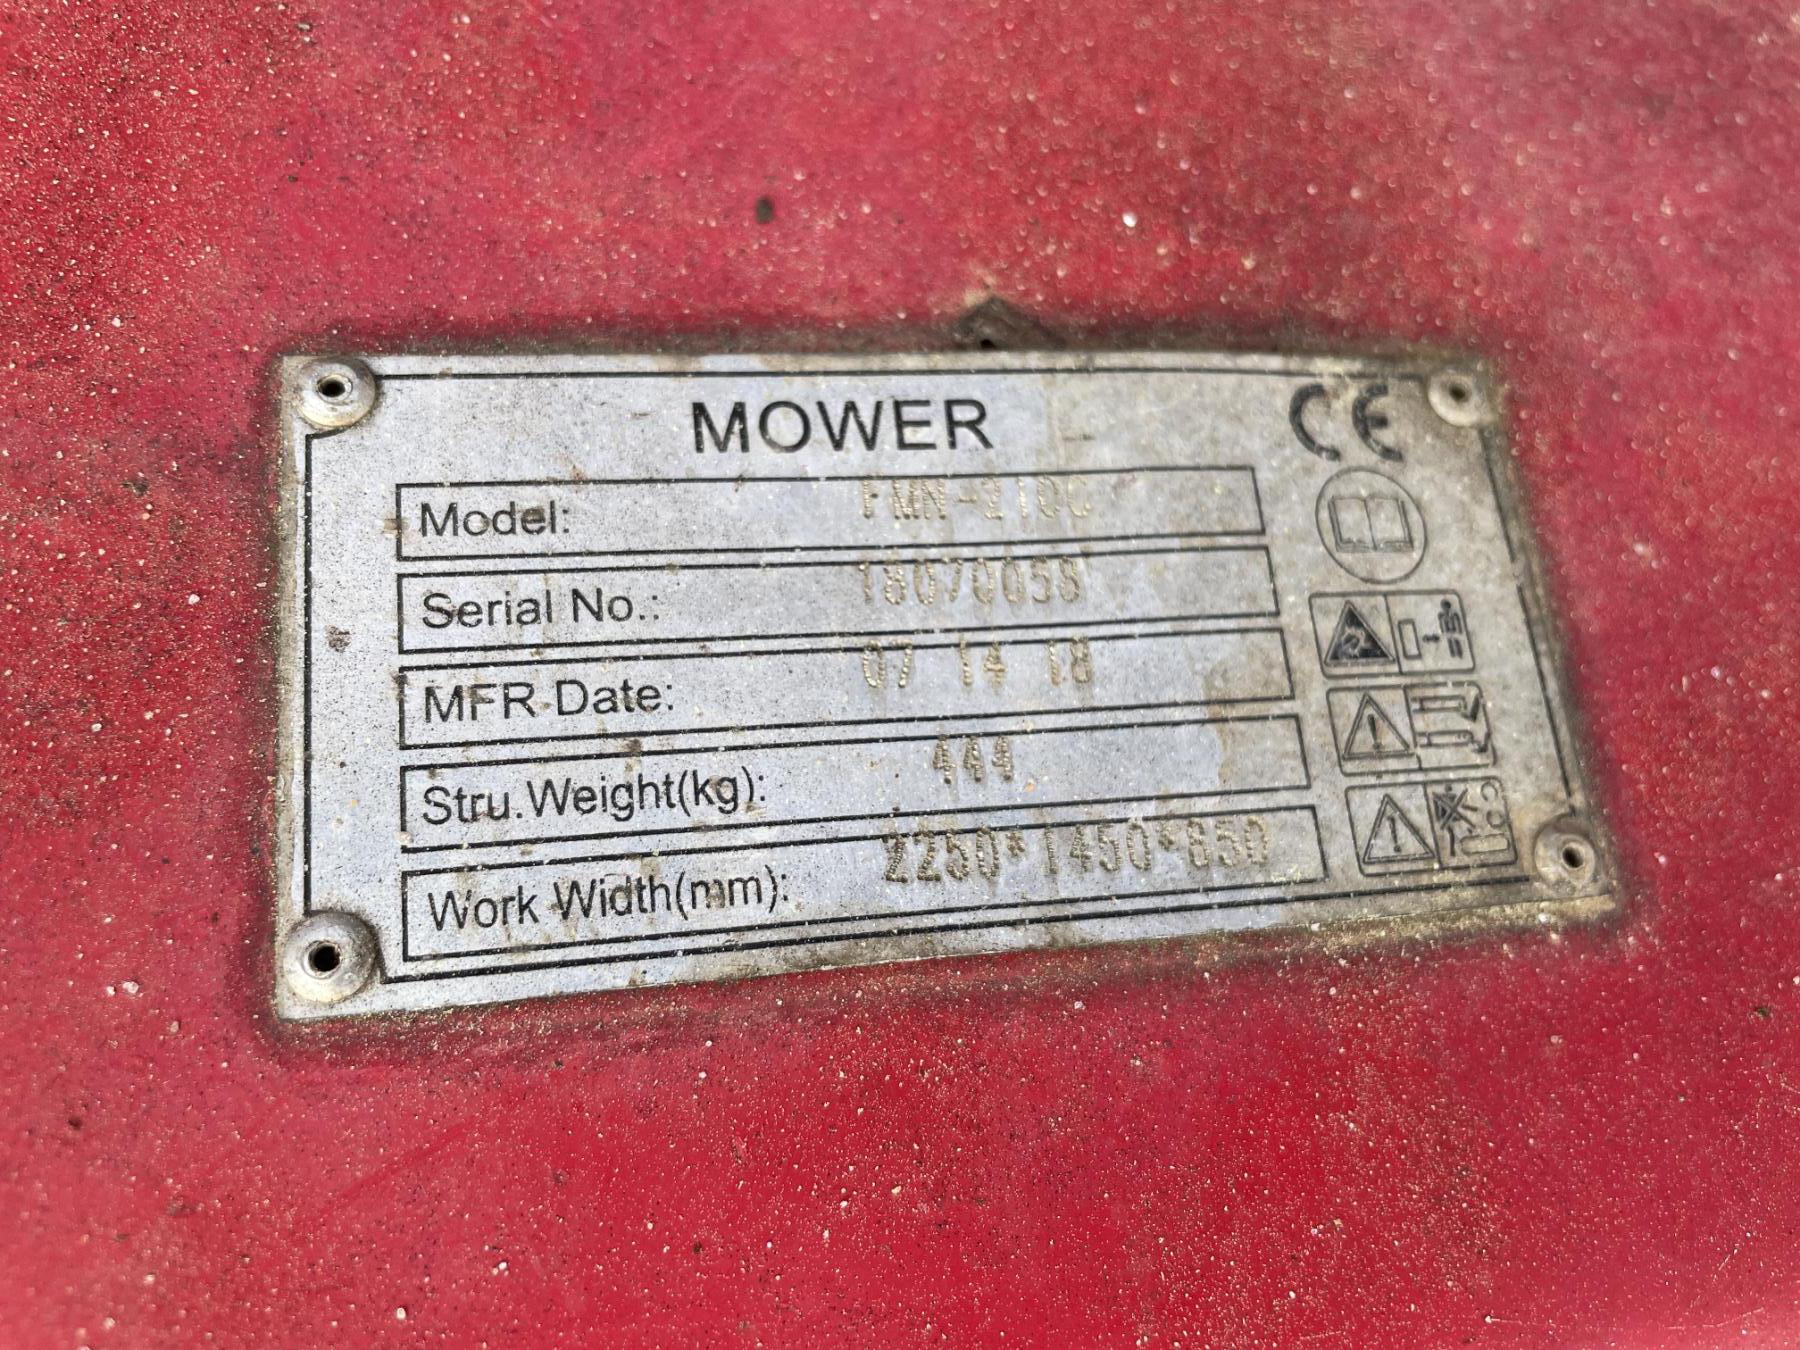 MOWER CE
Model: FMN-210C
Serial No.: 18070058
MFR Date: 07 14 18
Stru.Weight(kg): 444
Work Width(mm): 2250*1450*850